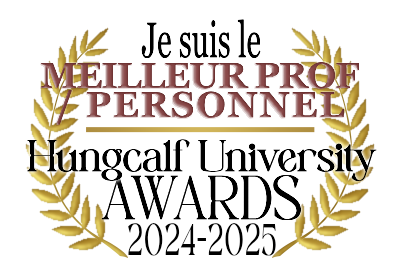 Je suis le
MEILLEUR PROF
/ PERSONNEL
Hungcalf University
AWARDS
2024-2025